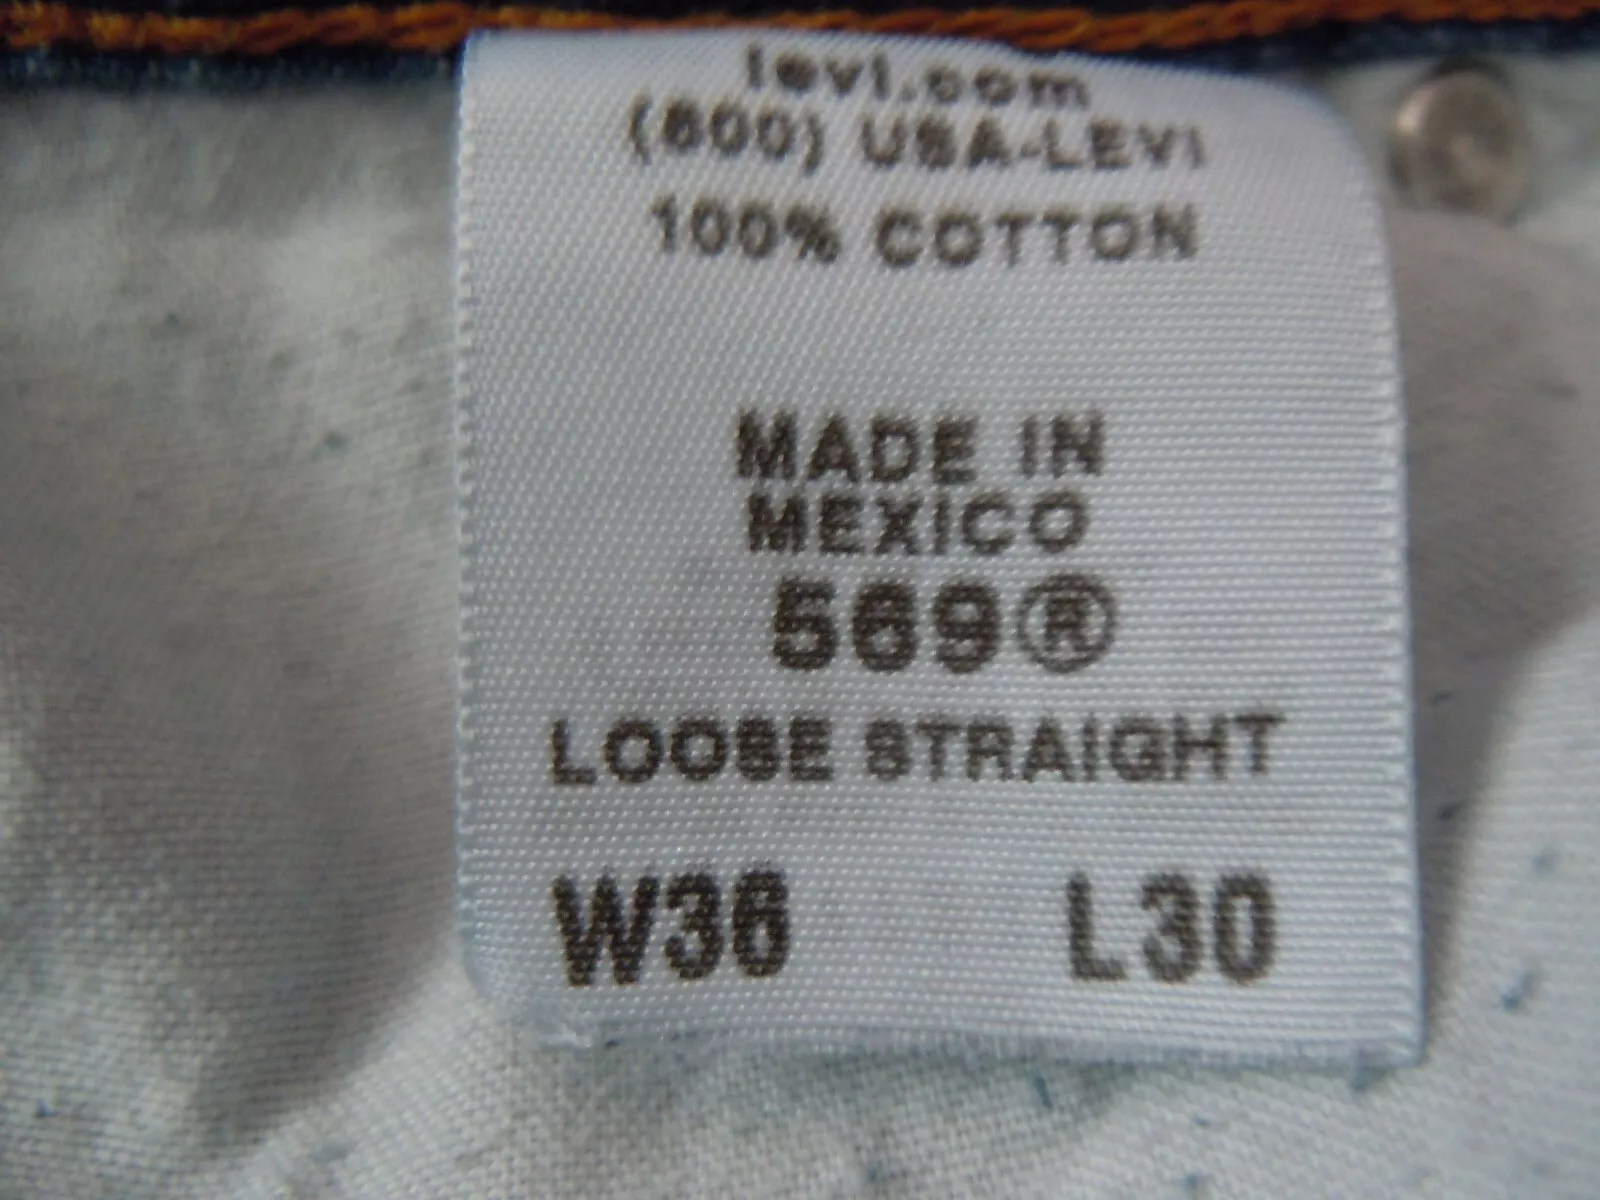 levi.com
(800) USA-LEVI
100% COTTON
MADE IN
MEXICO
569®
LOOSE STRAIGHT
W36 L30